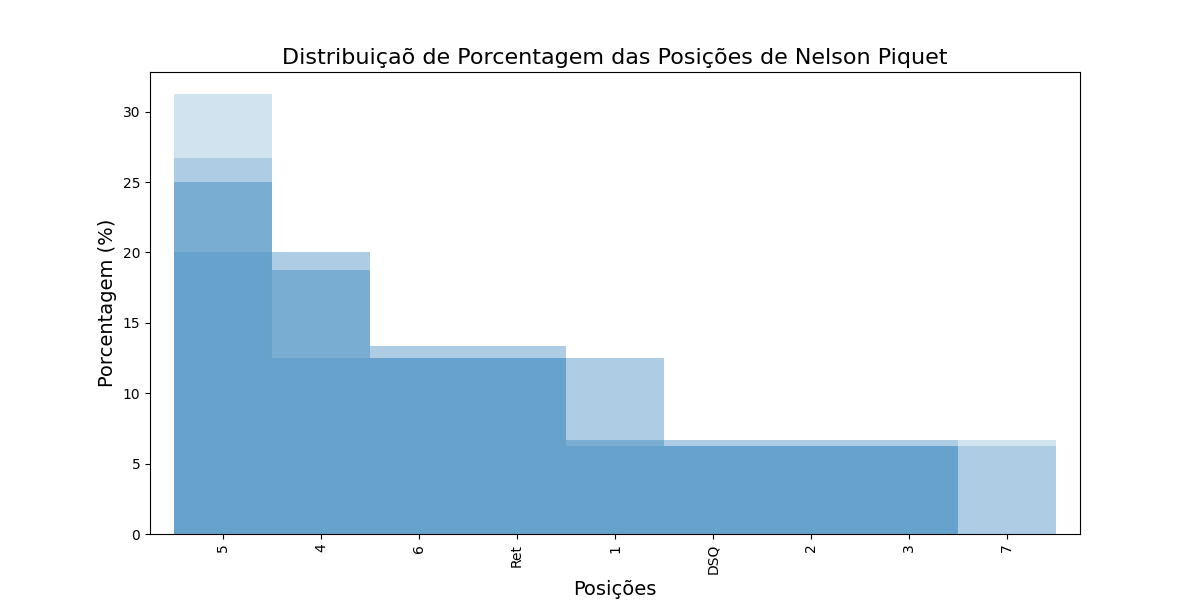 Distribuiçaõ de Porcentagem das Posições de Nelson Piquet
Porcentagem (%)
30
25
20
15
10
5
0
5 4 6 Ret 1 DSQ 2 3 7
Posições